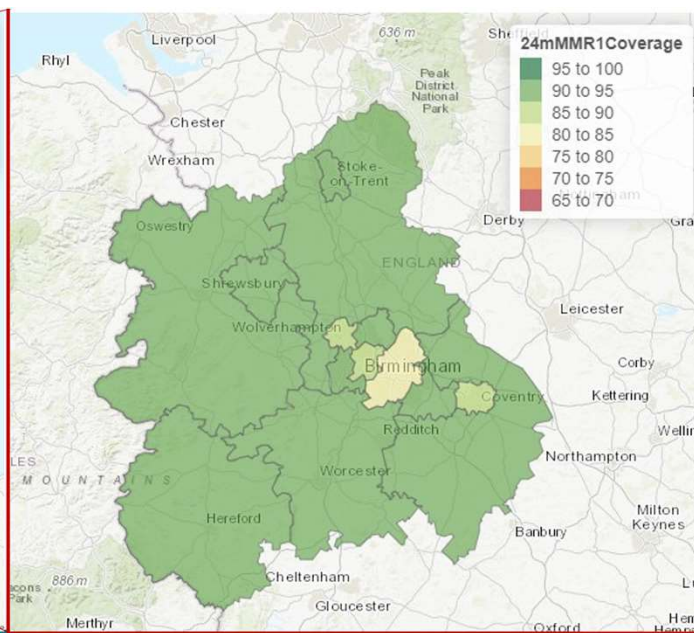 Liverpool
636 m
Rhyl
24mMMR1Coverage
95 to 100
90 to 95
85 to 90
80 to 85
75 to 80
70 to 75
65 to 70
Peak
District
National
Park
Chester
Wrexham
Stoke-
on-Trent
Derby
Oswestry
ENGLAND
Shrewsbury
Leicester
Wolverhampton
Birmingham
Corby
Coventry
Kettering
Redditch
Northampton
LES
MOUNTAINS
Worcester
Milton
Keynes
Hereford
Banbury
886 m
Cheltenham
Park
Gloucester
Merthyr
Oxford